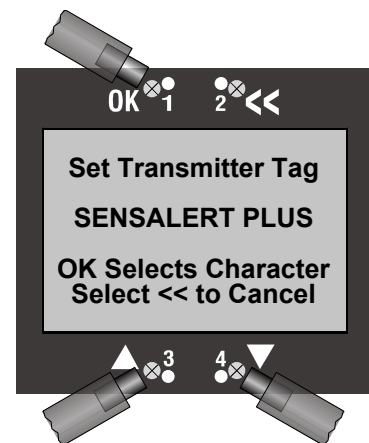 OK 1 2 <<
Set Transmitter Tag
SENSALERT PLUS
OK Selects Character
Select << to Cancel
3 4